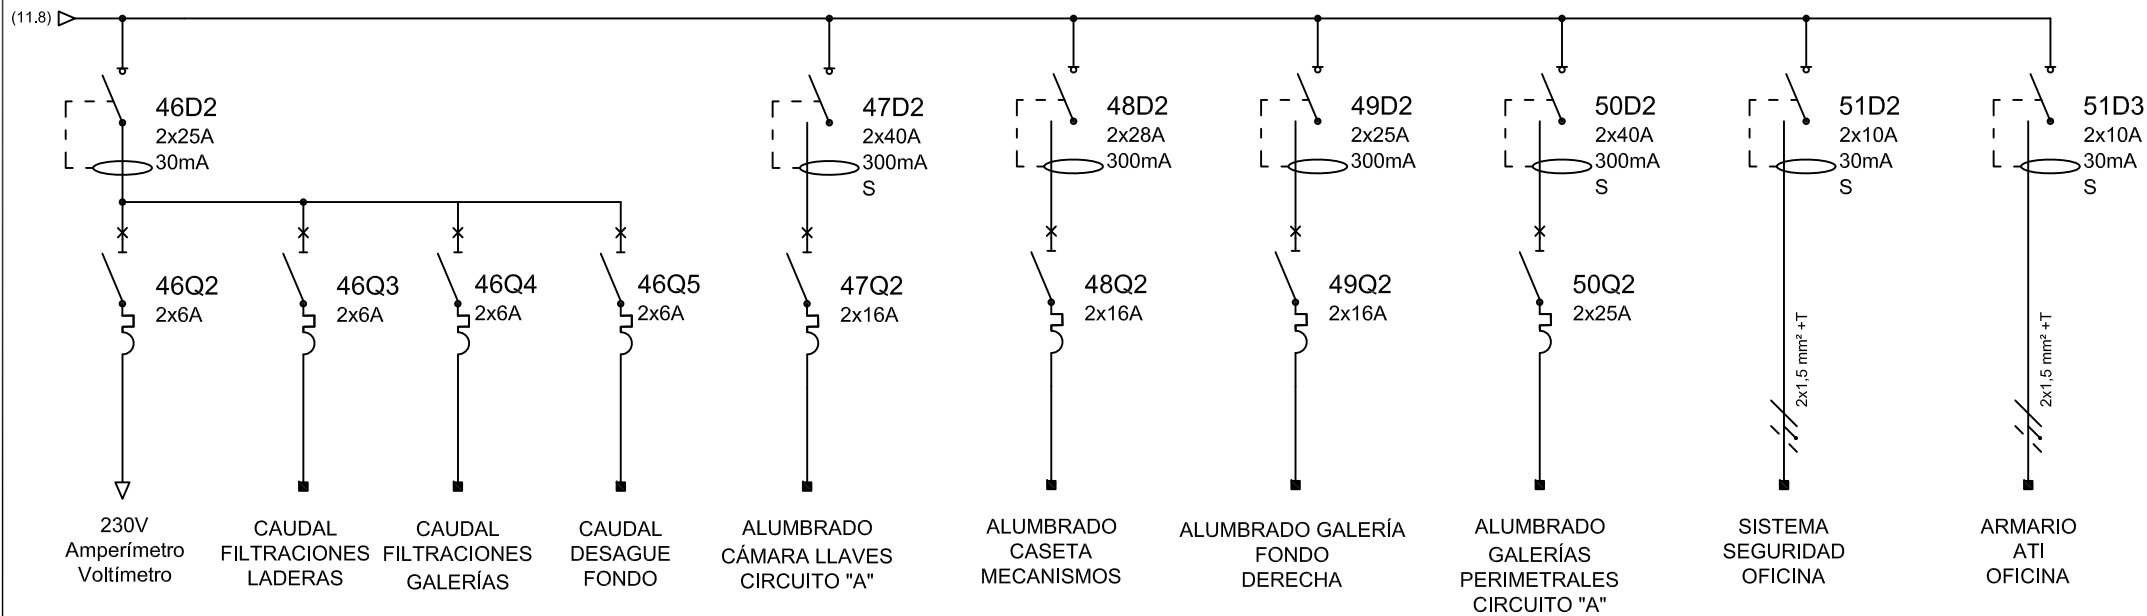 (11.8)
46D2
2x25A
30mA
47D2
2x40A
300mA
S
48D2
2x28A
300mA
49D2
2x25A
300mA
50D2
2x40A
300mA
S
51D2
2x10A
30mA
S
51D3
2x10A
30mA
S
46Q2
2x6A
46Q3
2x6A
46Q4
2x6A
46Q5
2x6A
47Q2
2x16A
48Q2
2x16A
49Q2
2x16A
50Q2
2x25A
2x1,5 mm² +T
2x1,5 mm² +T
230V
Amperímetro
Voltímetro
CAUDAL
FILTRACIONES
LADERAS
CAUDAL
FILTRACIONES
GALERÍAS
CAUDAL
DESAGUE
FONDO
ALUMBRADO
CÁMARA LLAVES
CIRCUITO "A"
ALUMBRADO
CASETA
MECANISMOS
ALUMBRADO GALERÍA
FONDO
DERECHA
ALUMBRADO
GALERÍAS
PERIMETRALES
CIRCUITO "A"
SISTEMA
SEGURIDAD
OFICINA
ARMARIO
ATI
OFICINA